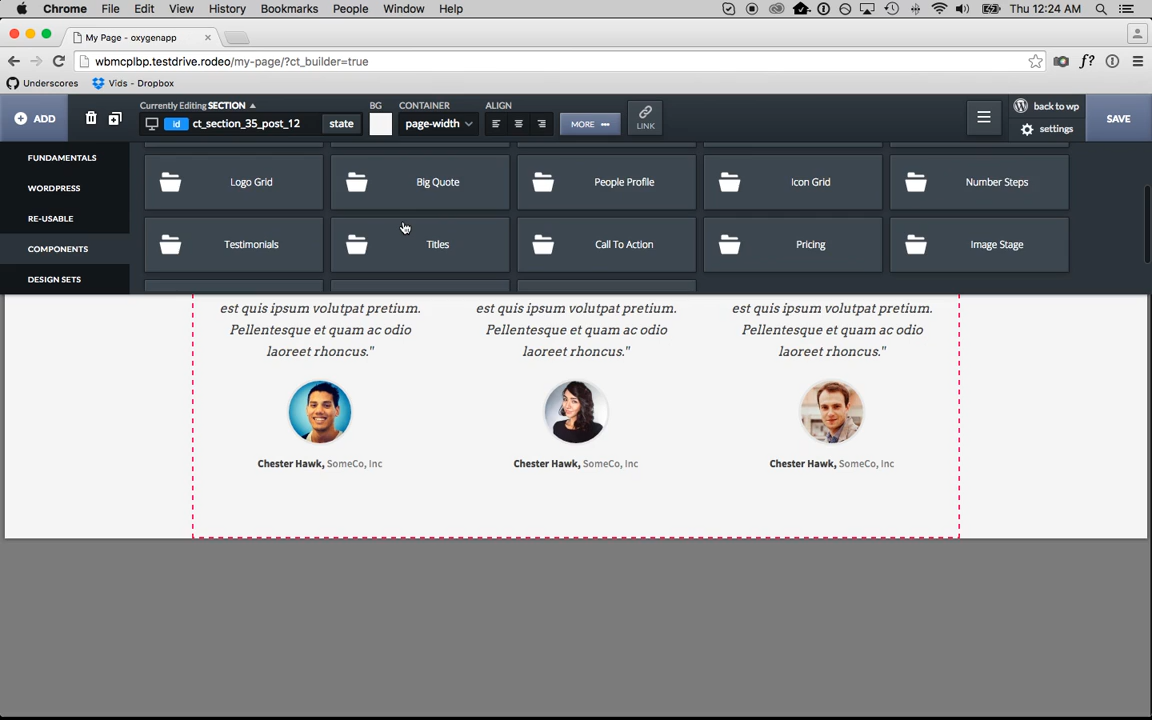 Chrome File Edit View History Bookmarks People Window Help Thu 12:24 AM
My Page - oxygenapp
wbmcplbp.testdrive.rodeo/my-page/?ct_builder=true
Underscores Vids - Dropbox
ADD
Currently Editing SECTION
id ct_section_35_post_12 state
BG
CONTAINER
page-width
ALIGN
MORE
LINK
back to wp
settings
SAVE
FUNDAMENTALS
WORDPRESS
RE-USABLE
COMPONENTS
DESIGN SETS
Logo Grid Big Quote People Profile Icon Grid Number Steps
Testimonials Titles Call To Action Pricing Image Stage
est quis ipsum volutpat pretium.
Pellentesque et quam ac odio
laoreet rhoncus."
Chester Hawk, SomeCo, Inc
est quis ipsum volutpat pretium.
Pellentesque et quam ac odio
laoreet rhoncus."
Chester Hawk, SomeCo, Inc
est quis ipsum volutpat pretium.
Pellentesque et quam ac odio
laoreet rhoncus."
Chester Hawk, SomeCo, Inc